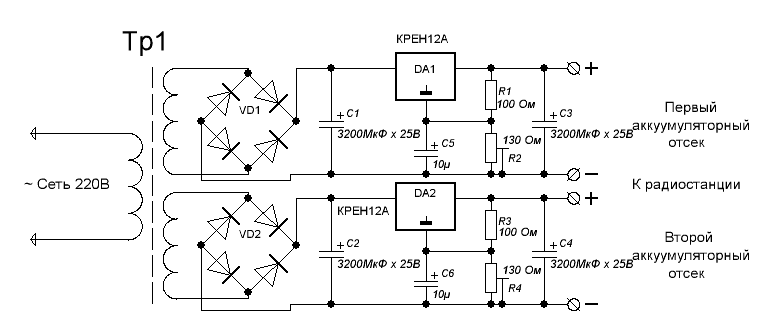 Тр1
КРЕН12А
DA1
VD1
+ C1
3200МкФ x 25В
R1
100 Ом
+ C3
3200МкФ x 25В
+ C5
10µ
130 Ом
R2
+
−
Первый
аккуумуляторный
отсек
~ Сеть 220В
К радиостанции
КРЕН12А
DA2
VD2
+ C2
3200МкФ x 25В
R3
100 Ом
+ C4
3200МкФ x 25В
+ C6
10µ
130 Ом
R4
+
−
Второй
аккуумуляторный
отсек